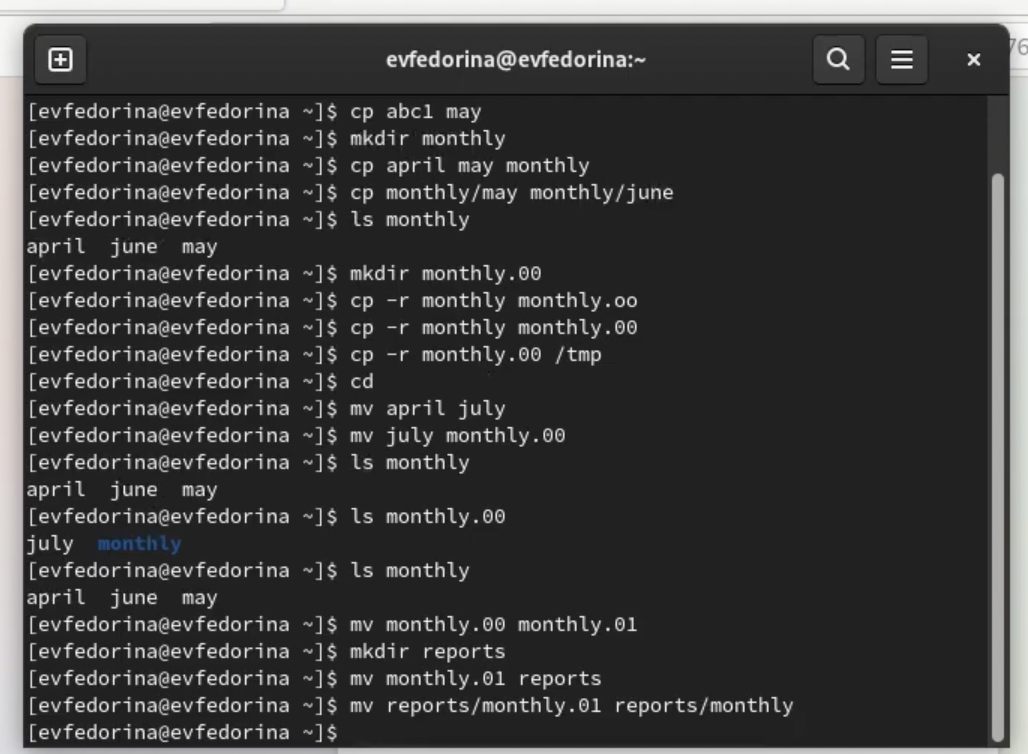 76
evfedorina@evfedorina:~
[evfedorina@evfedorina ~]$ cp abc1 may
[evfedorina@evfedorina ~]$ mkdir monthly
[evfedorina@evfedorina ~]$ cp april may monthly
[evfedorina@evfedorina ~]$ cp monthly/may monthly/june
[evfedorina@evfedorina ~]$ ls monthly
april  june  may
[evfedorina@evfedorina ~]$ mkdir monthly.00
[evfedorina@evfedorina ~]$ cp -r monthly monthly.oo
[evfedorina@evfedorina ~]$ cp -r monthly monthly.00
[evfedorina@evfedorina ~]$ cp -r monthly.00 /tmp
[evfedorina@evfedorina ~]$ cd
[evfedorina@evfedorina ~]$ mv april july
[evfedorina@evfedorina ~]$ mv july monthly.00
[evfedorina@evfedorina ~]$ ls monthly
april  june  may
[evfedorina@evfedorina ~]$ ls monthly.00
july  monthly
[evfedorina@evfedorina ~]$ ls monthly
april  june  may
[evfedorina@evfedorina ~]$ mv monthly.00 monthly.01
[evfedorina@evfedorina ~]$ mkdir reports
[evfedorina@evfedorina ~]$ mv monthly.01 reports
[evfedorina@evfedorina ~]$ mv reports/monthly.01 reports/monthly
[evfedorina@evfedorina ~]$